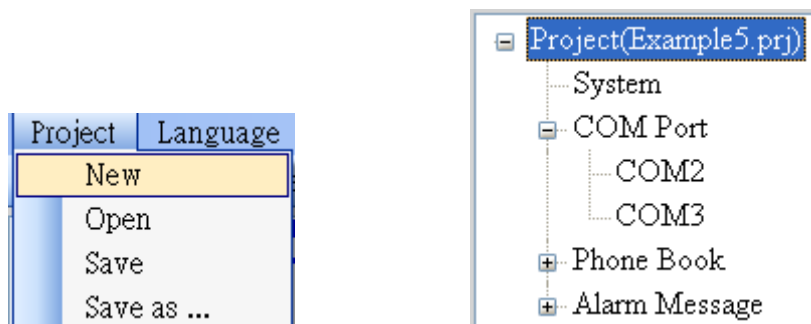 Project Language
New
Open
Save
Save as ...
Project(Example5.prj)
System
COM Port
COM2
COM3
Phone Book
Alarm Message